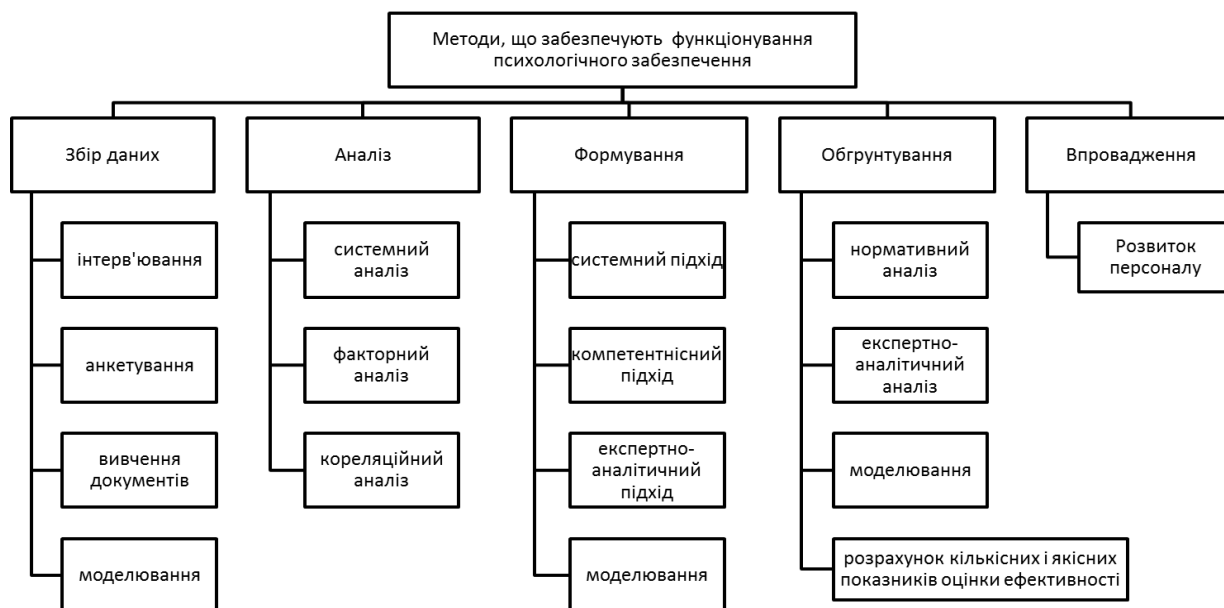 Методи, що забезпечують функціонування
психологічного забезпечення
Збір даних
інтерв'ювання
анкетування
вивчення
документів
моделювання
Аналіз
системний
аналіз
факторний
аналіз
кореляційний
аналіз
Формування
системний підхід
компетентнісний
підхід
експертно-
аналітичний
підхід
моделювання
Обгрунтування
нормативний
аналіз
експертно-
аналітичний
аналіз
моделювання
розрахунок кількісних і якісних
показників оцінки ефективності
Впровадження
Розвиток
персоналу